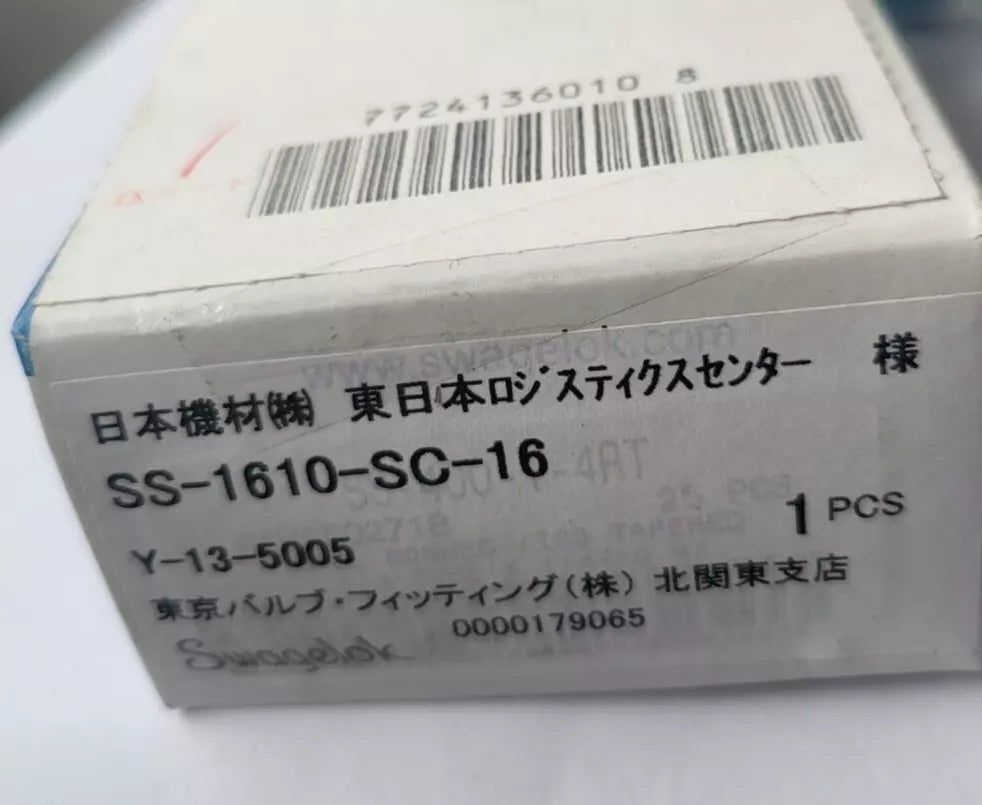 7724136010 8
www.swagelok.com
日本機材㈱ 東日本ロジスティクスセンター 様
SS-1610-SC-16
1 PCS
25 PCS
Y-13-5005
東京バルブ・フィッティング(株) 北関東支店
0000179065
Swagelok